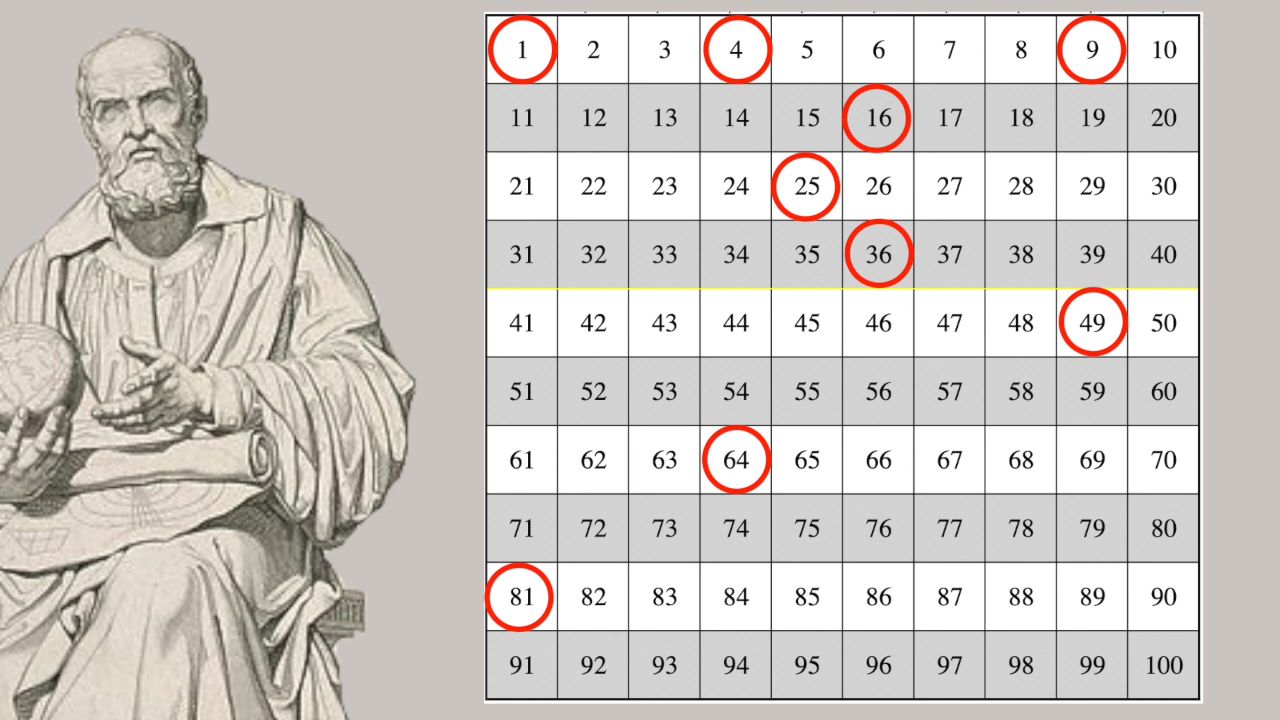 1 2 3 4 5 6 7 8 9 10
11 12 13 14 15 16 17 18 19 20
21 22 23 24 25 26 27 28 29 30
31 32 33 34 35 36 37 38 39 40
41 42 43 44 45 46 47 48 49 50
51 52 53 54 55 56 57 58 59 60
61 62 63 64 65 66 67 68 69 70
71 72 73 74 75 76 77 78 79 80
81 82 83 84 85 86 87 88 89 90
91 92 93 94 95 96 97 98 99 100